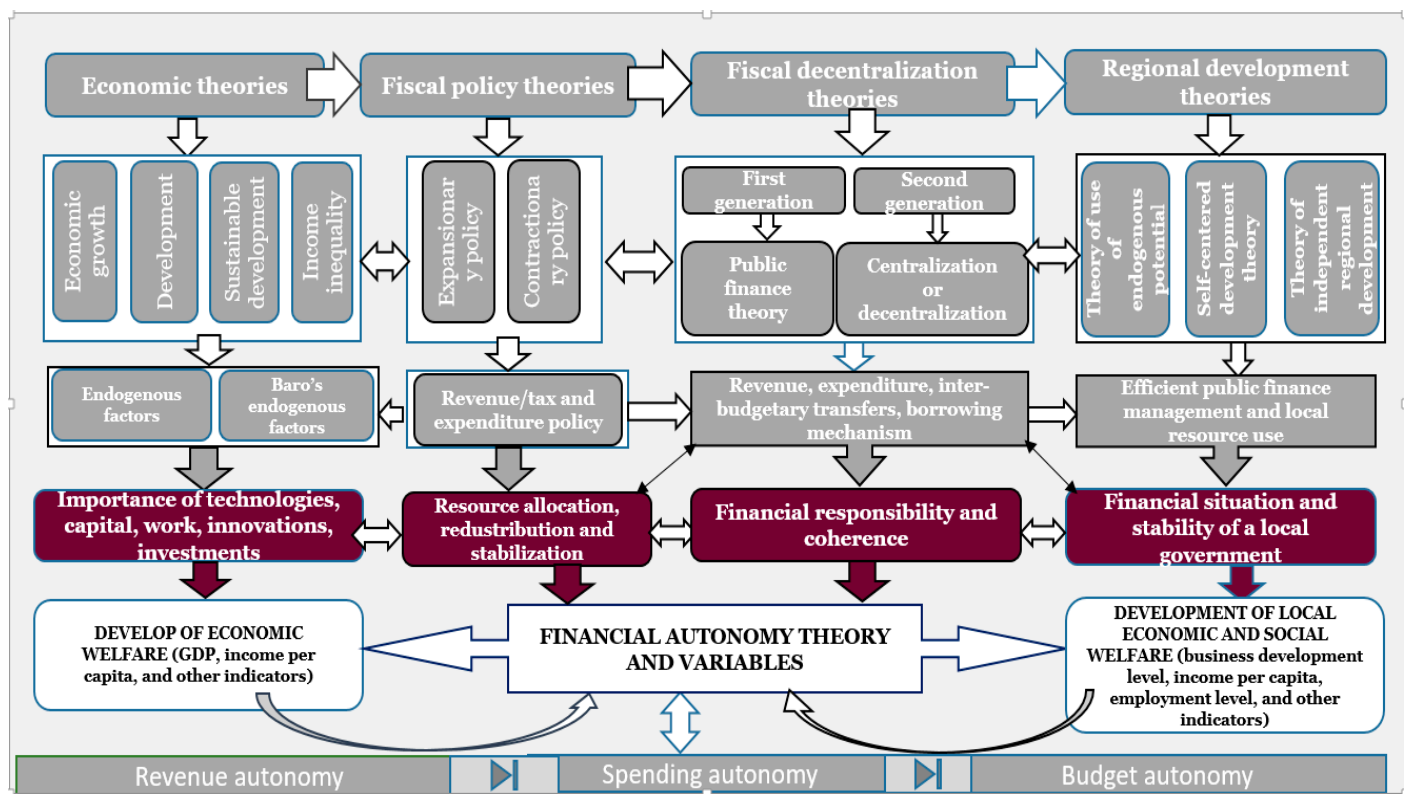 Economic theories
Fiscal policy theories
Fiscal decentralization
theories
Regional development
theories
Economic
growth
Development
Sustainable
development
Income
inequality
Expansionar
y policy
Contractiona
ry policy
First
generation
Second
generation
Public
finance
theory
Centralization
or
decentralization
Theory of use
of
endogenous
potential
Self-centered
development
theory
Theory of
independent
regional
development
Endogenous
factors
Baro's
endogenous
factors
Revenue/tax and
expenditure policy
Revenue, expenditure, inter-
budgetary transfers, borrowing
mechanism
Efficient public finance
management and local
resource use
Importance of technologies,
capital, work, innovations,
investments
Resource allocation,
redustribution and
stabilization
Financial responsibility and
coherence
Financial situation and
stability of a local
government
DEVELOP OF ECONOMIC
WELFARE (GDP, income per
capita, and other indicators)
FINANCIAL AUTONOMY THEORY
AND VARIABLES
DEVELOPMENT OF LOCAL
ECONOMIC AND SOCIAL
WELFARE (business development
level, income per capita,
employment level, and other
indicators)
Revenue autonomy
Spending autonomy
Budget autonomy